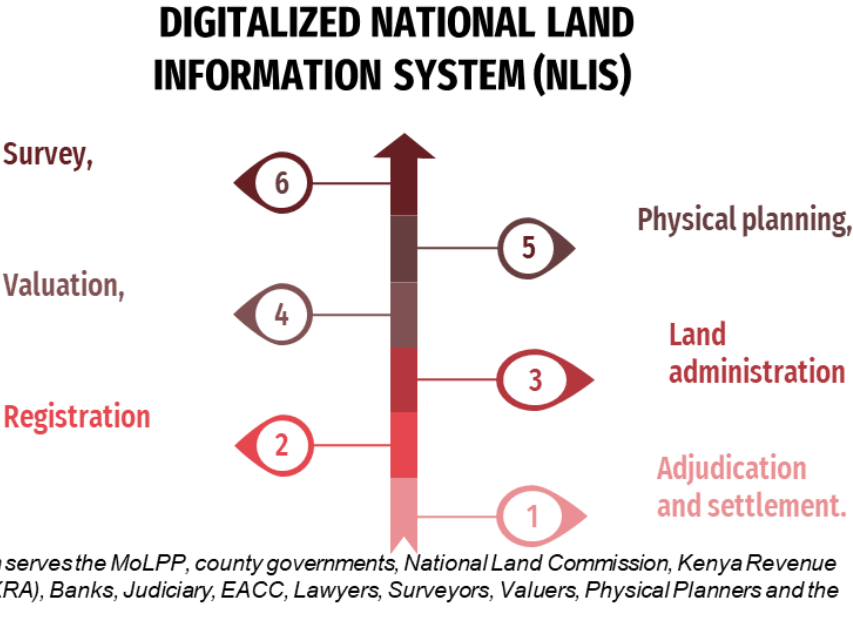 DIGITALIZED NATIONAL LAND
INFORMATION SYSTEM (NLIS)
Survey,
6
Physical planning,
5
Valuation,
4
Land
administration
3
Registration
2
Adjudication
and settlement.
1
serves the MoLPP, county governments, National Land Commission, Kenya Revenue
RA), Banks, Judiciary, EACC, Lawyers, Surveyors, Valuers, Physical Planners and the